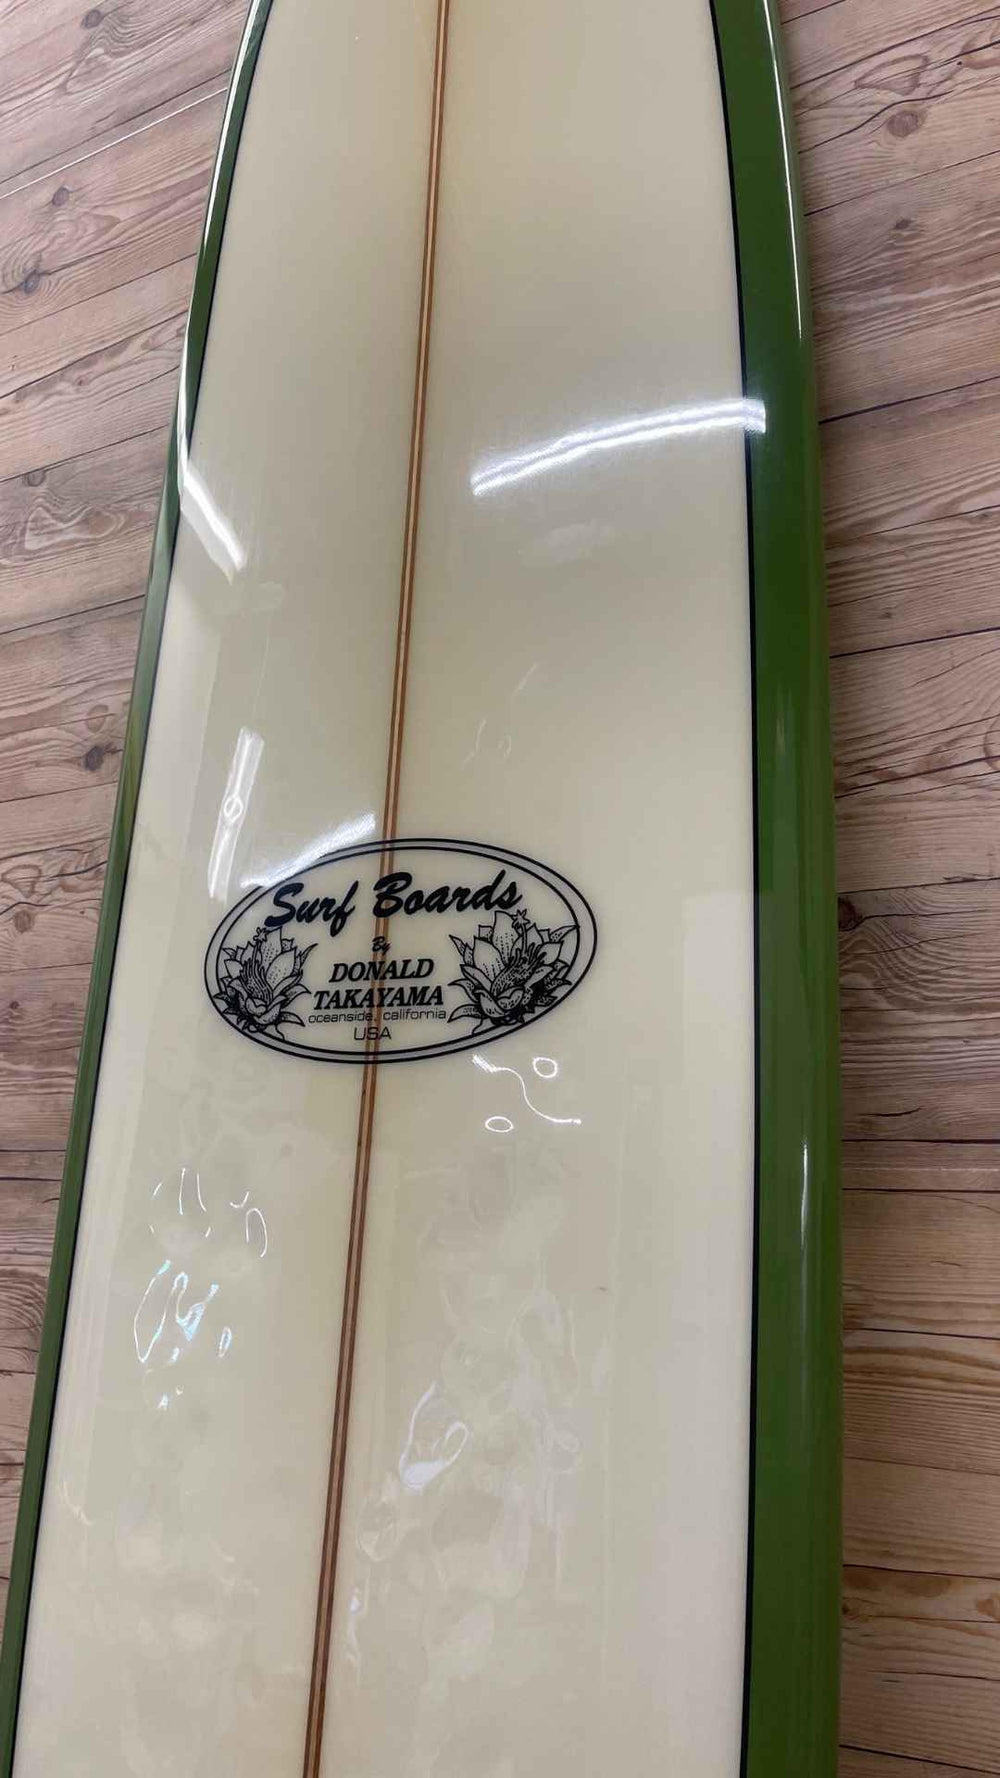 Surf Boards
By
DONALD
TAKAYAMA
oceanside, california
USA